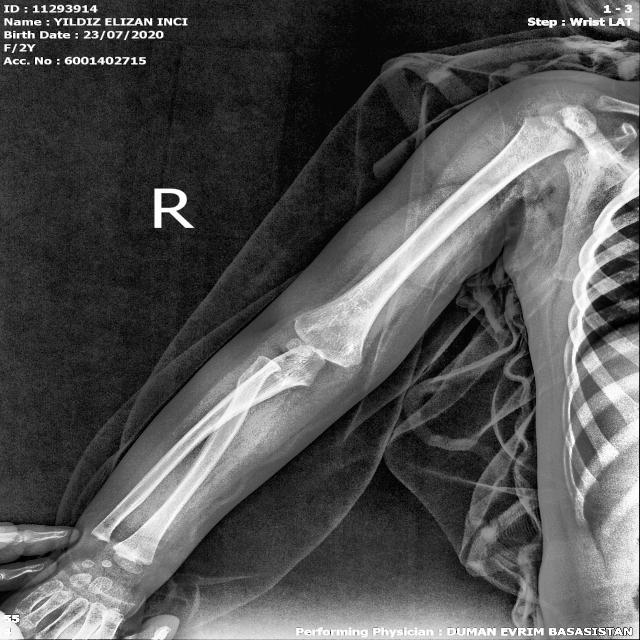 ID : 11293914
Name : YILDIZ ELIZAN INCI
Birth Date : 23/07/2020
F/2Y
Acc. No : 6001402715
1 - 3
Step : Wrist LAT
R
Performing Physician : DUMAN EVRIM BASASISTAN